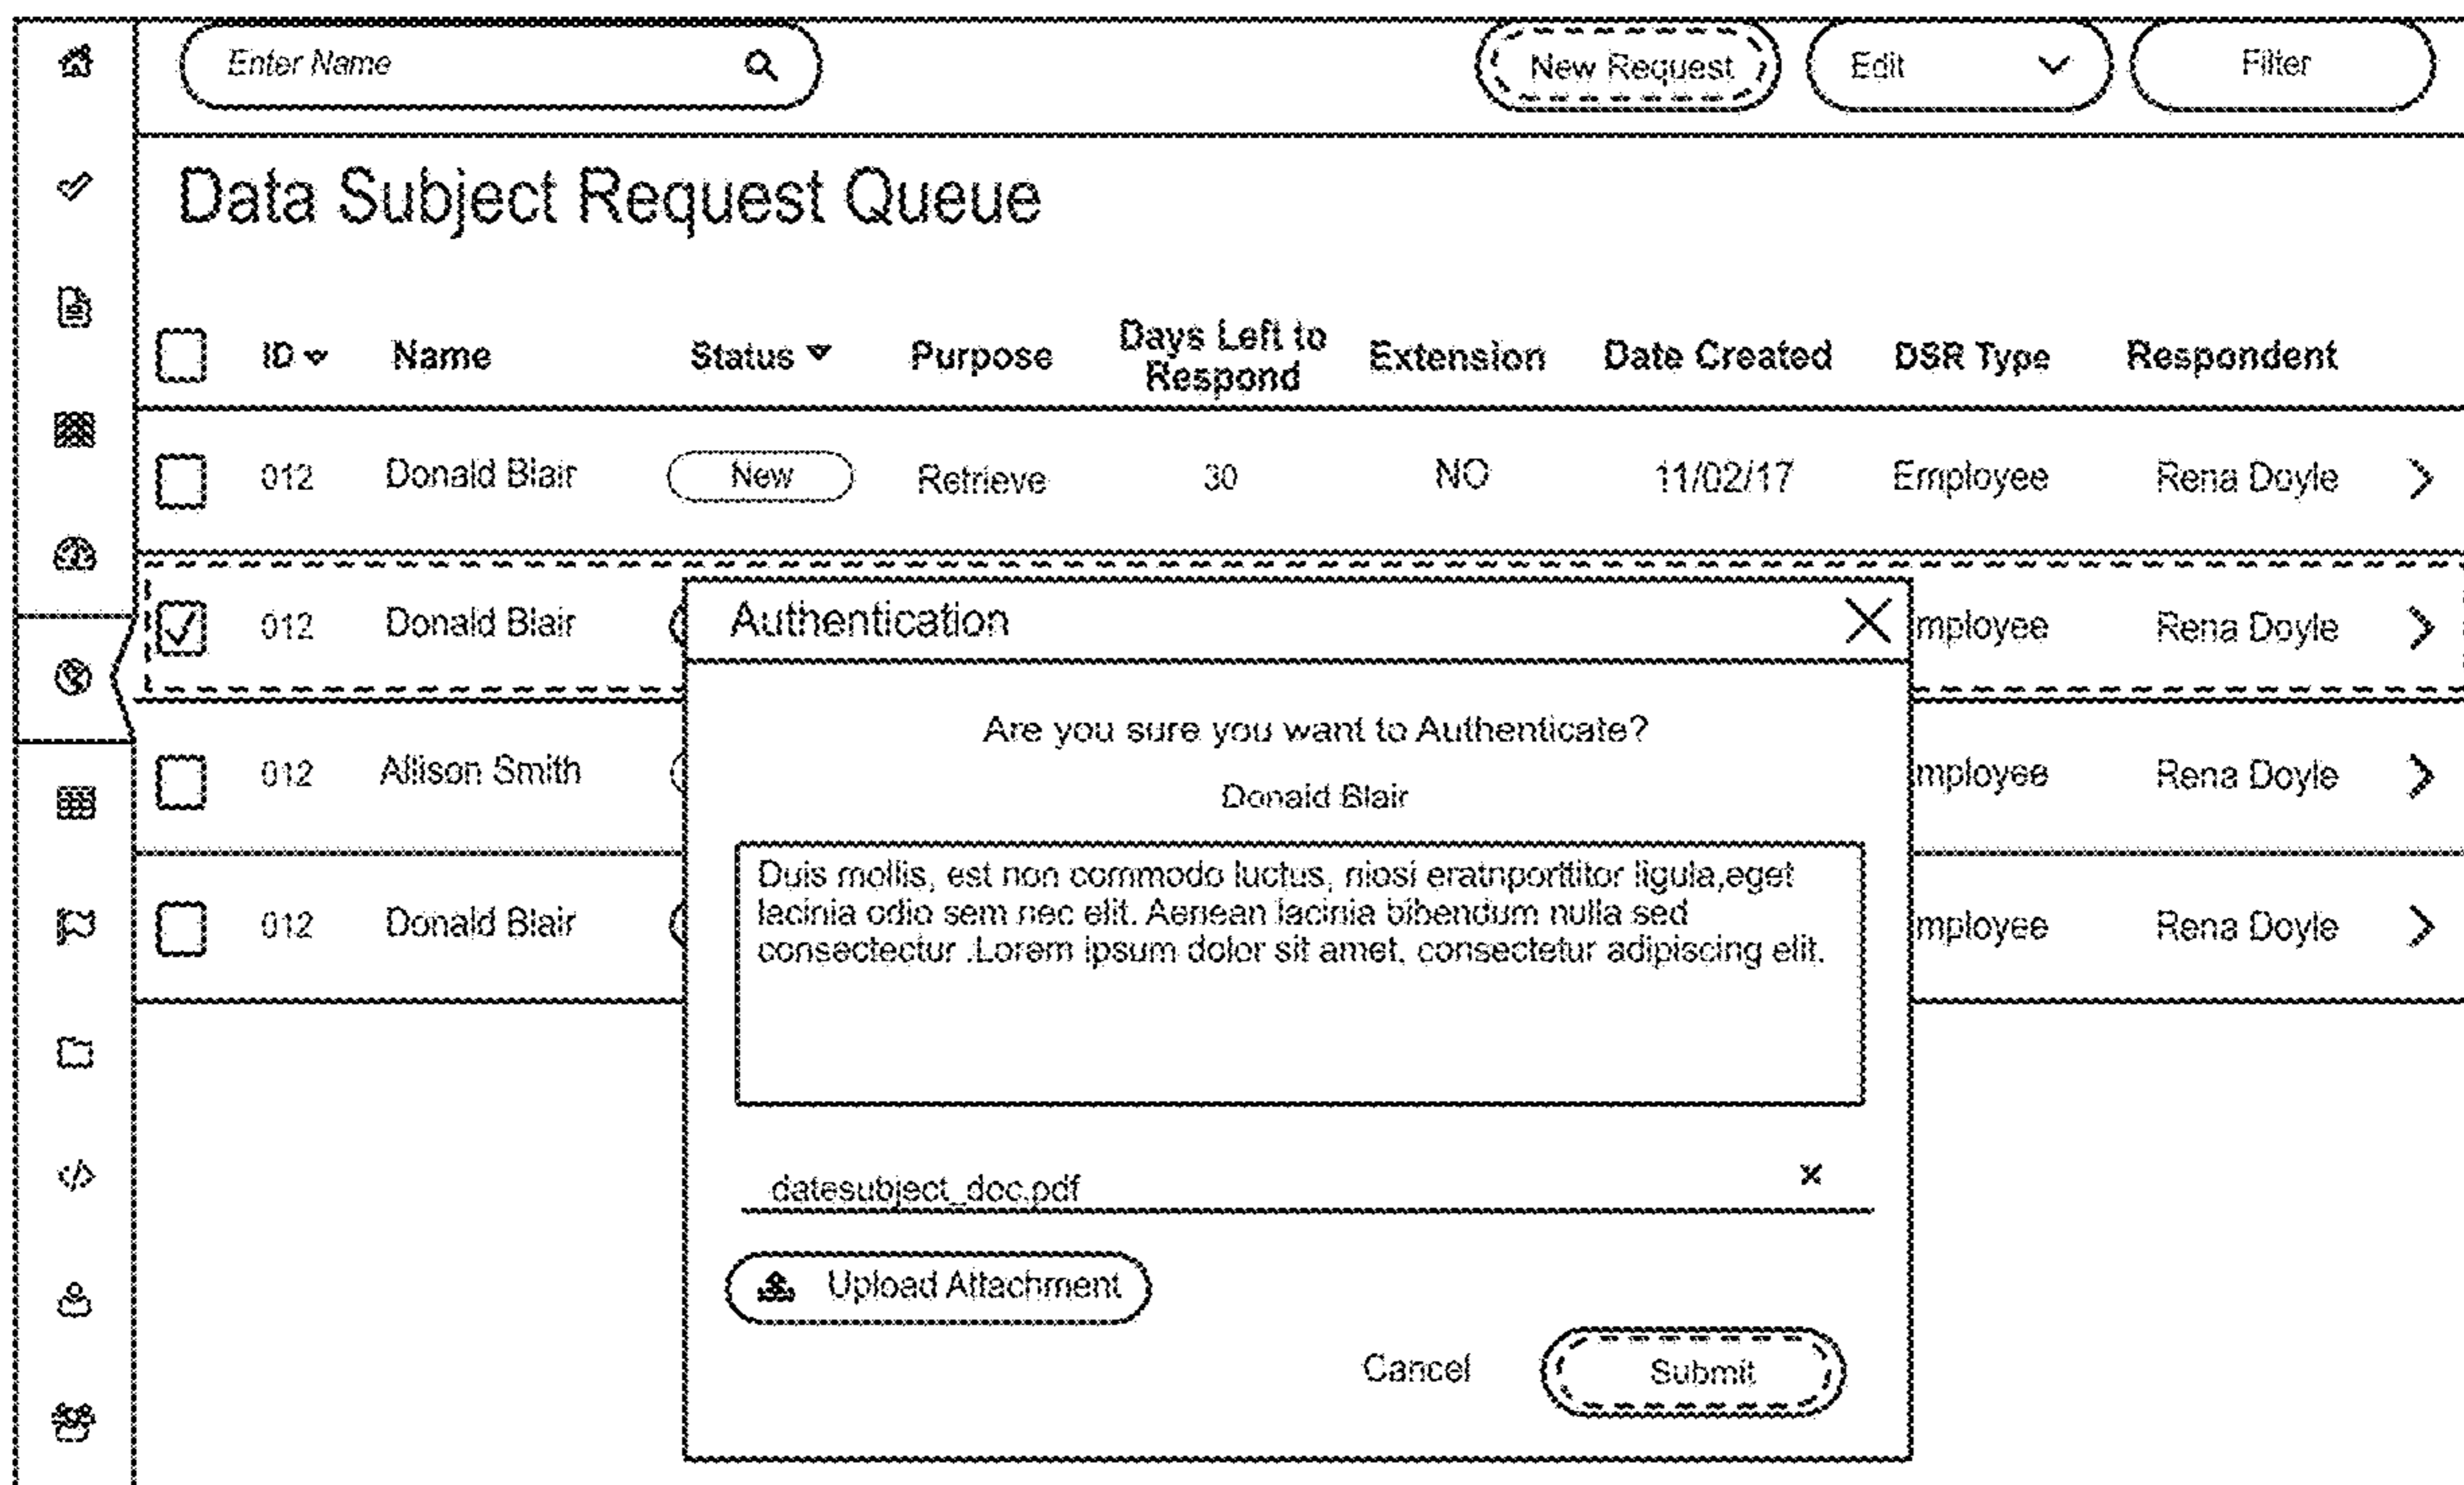 Enter Name
New Request
Edit
Filter
Data Subject Request Queue
ID Name Status Purpose Days Left to Respond Extension Date Created DSR Type Respondent
012 Donald Blair New Retrieve 30 NO 11/02/17 Employee Rena Doyle
012 Donald Blair mployee Rena Doyle
012 Allison Smith mployee Rena Doyle
012 Donald Blair mployee Rena Doyle
Authentication
Are you sure you want to Authenticate?
Donald Blair
Duis mollis, est non commodo luctus, niosi eratnporttitor ligula,eget
lacinia odio sem nec elit. Aenean lacinia bibendum nulla sed
consectectur .Lorem ipsum dolor sit amet, consectetur adipiscing elit.
datesubject_doc.pdf
Upload Attachment
Cancel
Submit